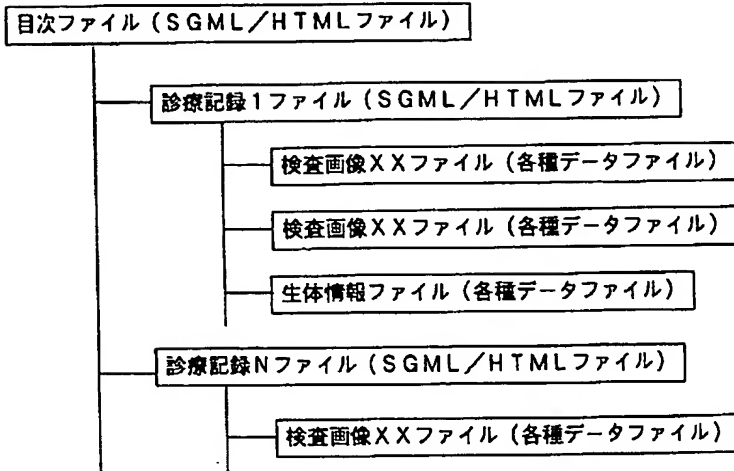 目次ファイル（ＳＧＭＬ／ＨＴＭＬファイル）
診療記録１ファイル（ＳＧＭＬ／ＨＴＭＬファイル）
検査画像ＸＸファイル（各種データファイル）
検査画像ＸＸファイル（各種データファイル）
生体情報ファイル（各種データファイル）
診療記録Ｎファイル（ＳＧＭＬ／ＨＴＭＬファイル）
検査画像ＸＸファイル（各種データファイル）